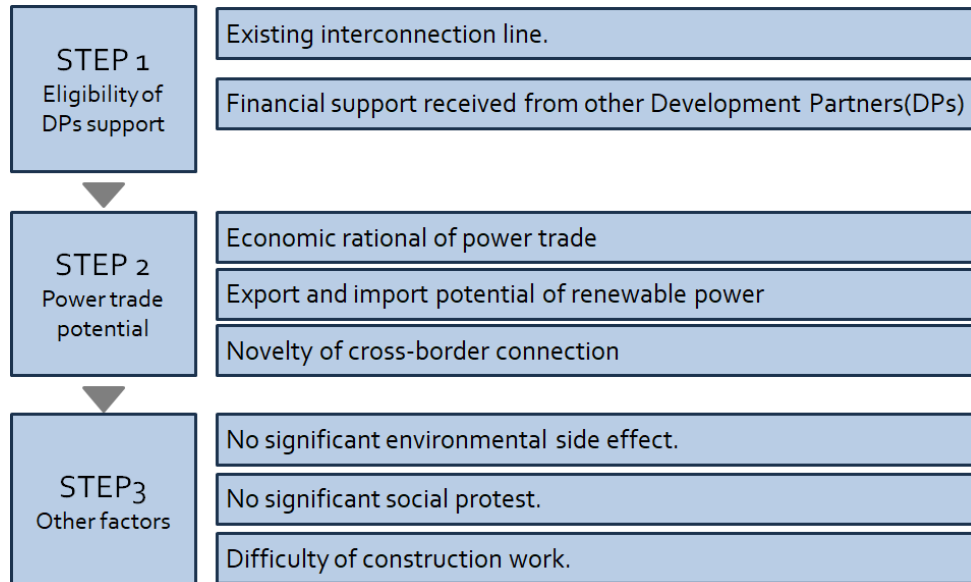 STEP 1
Eligibility of
DPs support
Existing interconnection line.
Financial support received from other Development Partners(DPs)
STEP 2
Power trade
potential
Economic rational of power trade
Export and import potential of renewable power
Novelty of cross-border connection
STEP3
Other factors
No significant environmental side effect.
No significant social protest.
Difficulty of construction work.